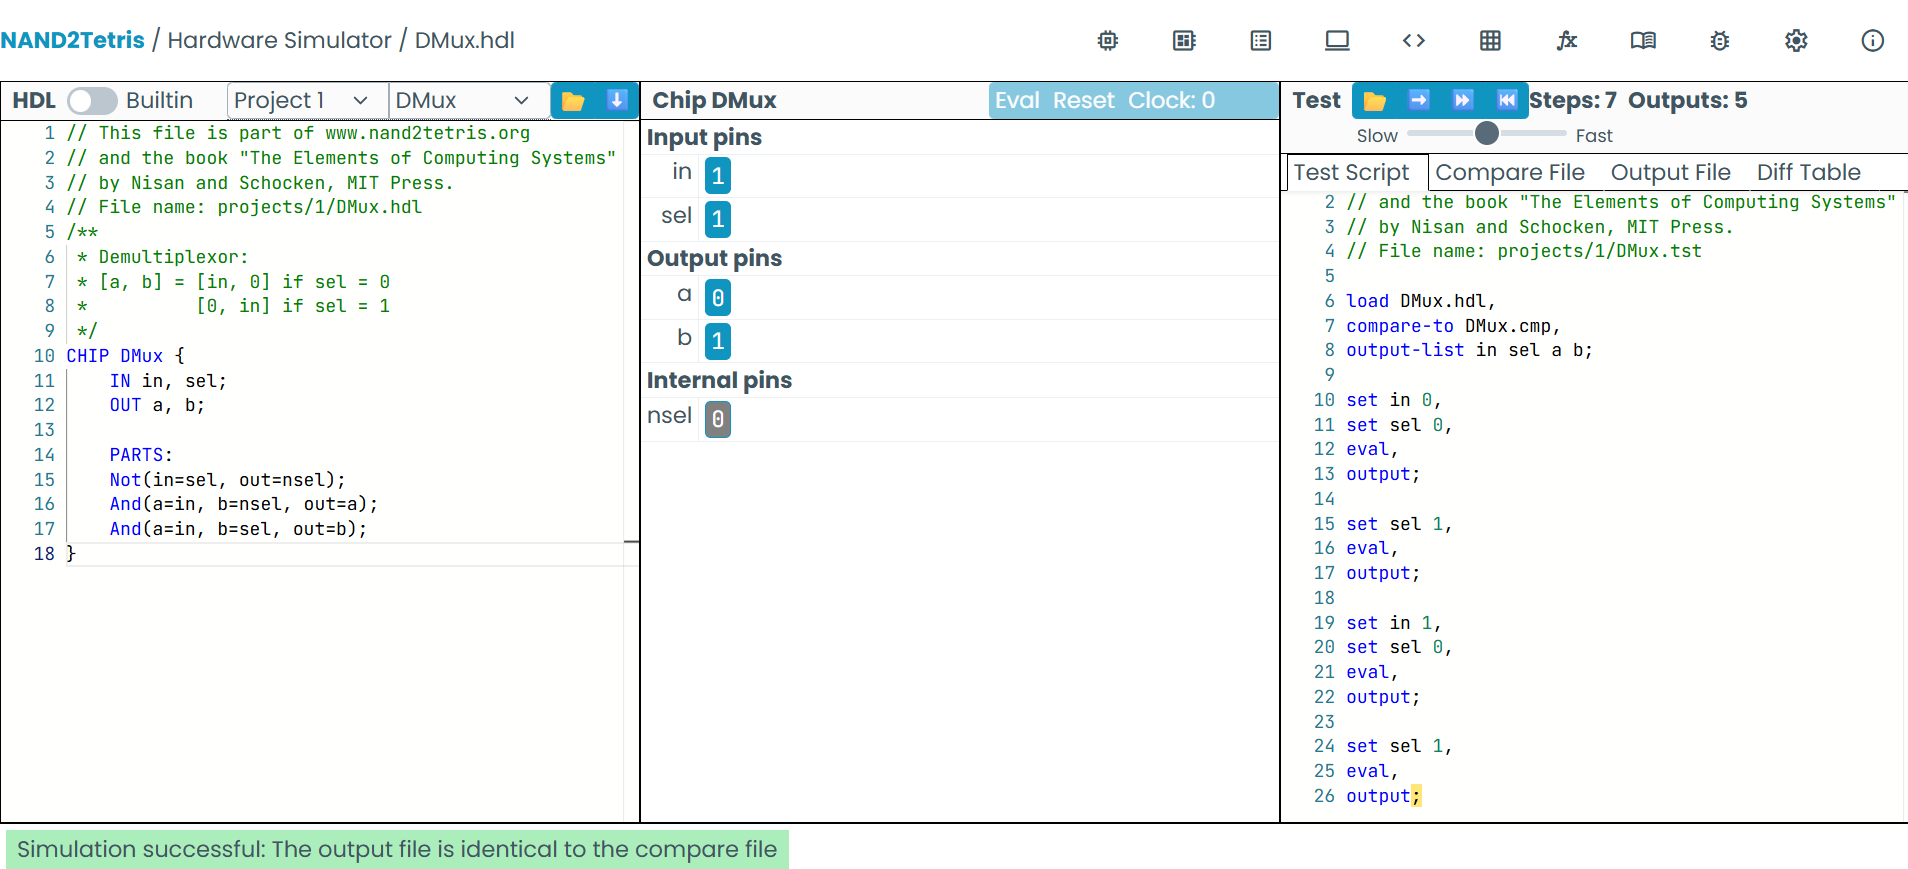 NAND2Tetris / Hardware Simulator / DMux.hdl
HDL Builtin Project 1 DMux
1 // This file is part of www.nand2tetris.org
2 // and the book "The Elements of Computing Systems"
3 // by Nisan and Schocken, MIT Press.
4 // File name: projects/1/DMux.hdl
5 /**
6  * Demultiplexor:
7  * [a, b] = [in, 0] if sel = 0
8  *          [0, in] if sel = 1
9  */
10 CHIP DMux {
11     IN in, sel;
12     OUT a, b;
13
14     PARTS:
15     Not(in=sel, out=nsel);
16     And(a=in, b=nsel, out=a);
17     And(a=in, b=sel, out=b);
18 }
Chip DMux Eval Reset Clock: 0
Input pins
in 1
sel 1
Output pins
a 0
b 1
Internal pins
nsel 0
Test Steps: 7 Outputs: 5
Slow Fast
Test Script Compare File Output File Diff Table
2 // and the book "The Elements of Computing Systems"
3 // by Nisan and Schocken, MIT Press.
4 // File name: projects/1/DMux.tst
5
6 load DMux.hdl,
7 compare-to DMux.cmp,
8 output-list in sel a b;
9
10 set in 0,
11 set sel 0,
12 eval,
13 output;
14
15 set sel 1,
16 eval,
17 output;
18
19 set in 1,
20 set sel 0,
21 eval,
22 output;
23
24 set sel 1,
25 eval,
26 output;
Simulation successful: The output file is identical to the compare file